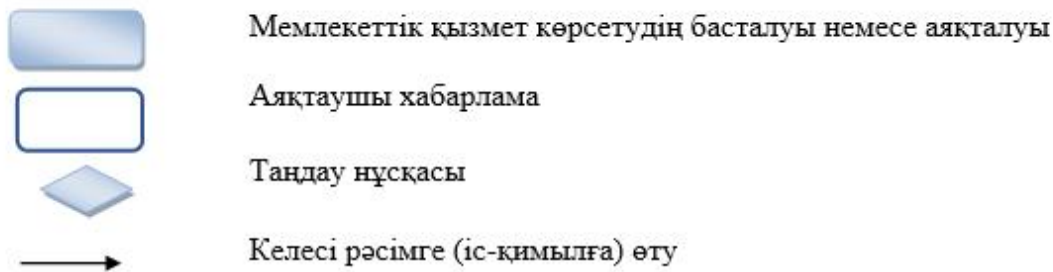 Мемлекеттік қызмет көрсетудің басталуы немесе аяқталуы
Аяқтаушы хабарлама
Таңдау нұсқасы
Келесі рәсімге (іс-қимылға) өту